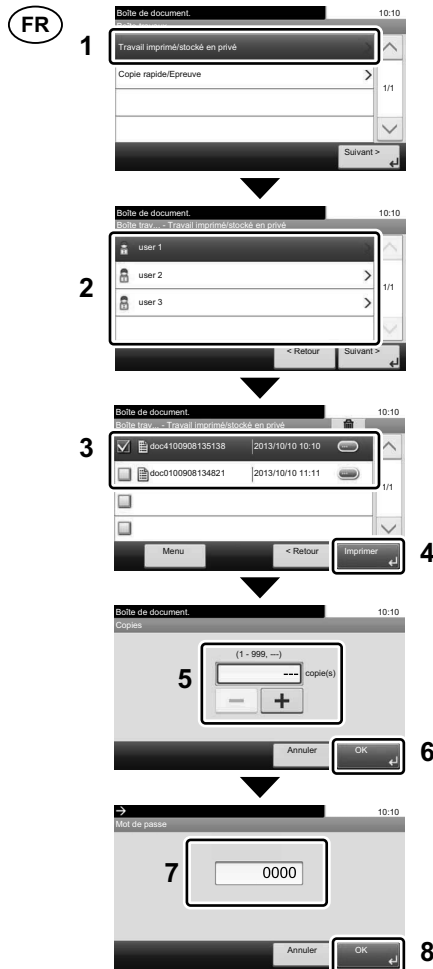 FR
Boîte de document. 10:10
1
Travail imprimé/stocké en privé
Copie rapide/Epreuve
1/1
Suivant >
Boîte de document. 10:10
Boîte trav... - Travail imprimé/stocké en privé
2
user 1
user 2
user 3
1/1
< Retour Suivant >
Boîte de document. 10:10
Boîte trav... - Travail imprimé/stocké en privé
3
doc4100908135138 2013/10/10 10:10
doc0100908134821 2013/10/10 11:11
1/1
Menu < Retour Imprimer 4
Boîte de document. 10:10
Copies
5
(1 - 999, ---)
--- copie(s)
− +
Annuler OK 6
→ 10:10
Mot de passe
7
0000
Annuler OK 8